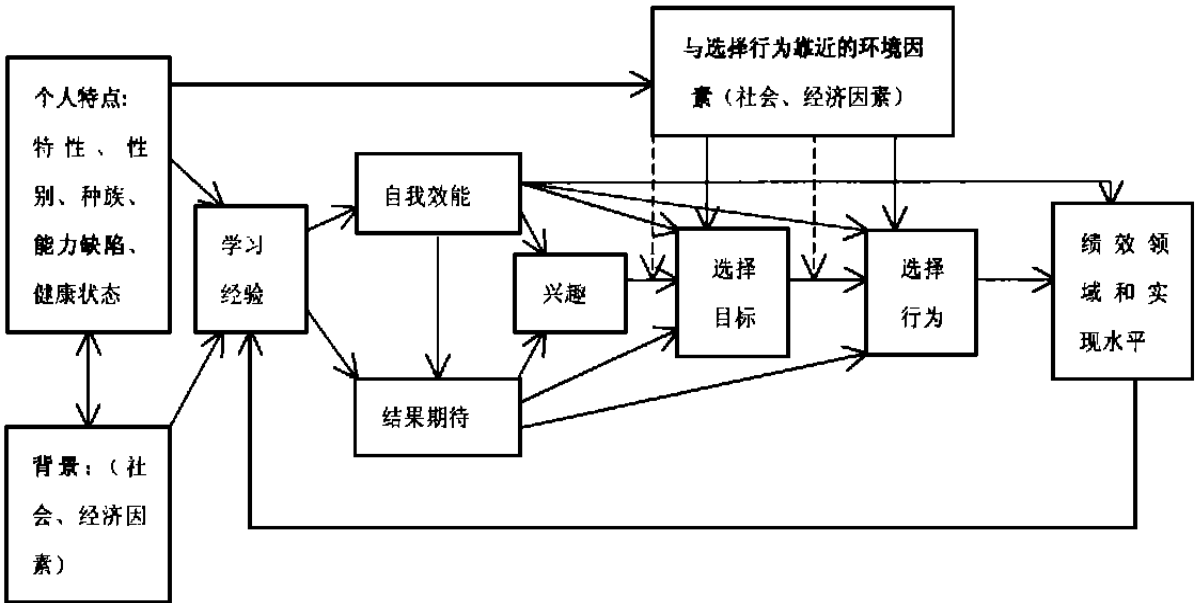 个人特点:
特性、性
别、种族、
能力缺陷、
健康状态
背景:（社
会、经济因
素）
学习
经验
自我效能
结果期待
兴趣
与选择行为靠近的环境因
素（社会、经济因素）
选择
目标
选择
行为
绩效领
域和实
现水平